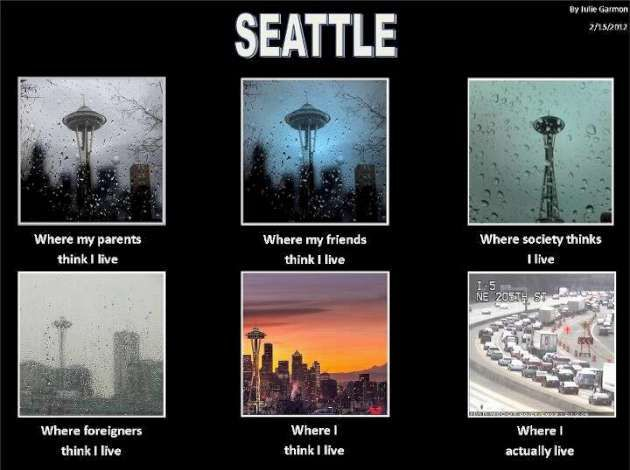 By Julie Garmon
2/15/2012
SEATTLE
Where my parents
think I live
Where my friends
think I live
Where society thinks
I live
Where foreigners
think I live
Where I
think I live
I-5
NE 205TH ST
Where I
actually live